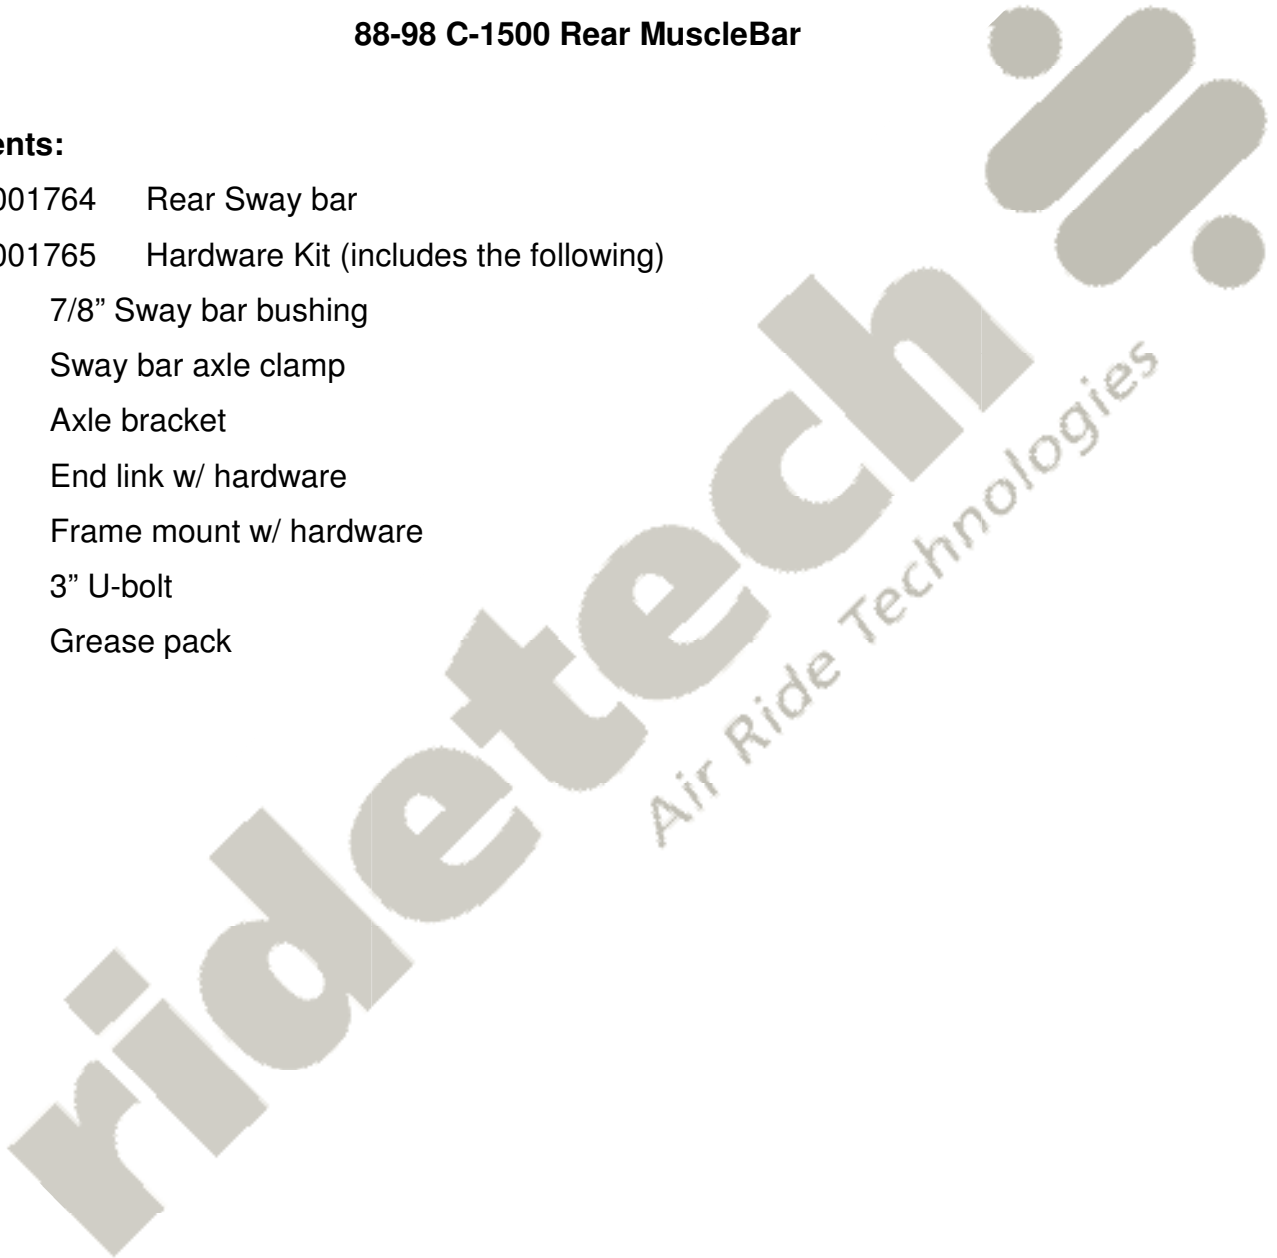 88-98 C-1500 Rear MuscleBar
ents:
001764 Rear Sway bar
001765 Hardware Kit (includes the following)
7/8” Sway bar bushing
Sway bar axle clamp
Axle bracket
End link w/ hardware
Frame mount w/ hardware
3” U-bolt
Grease pack
ridetech
Air Ride Technologies